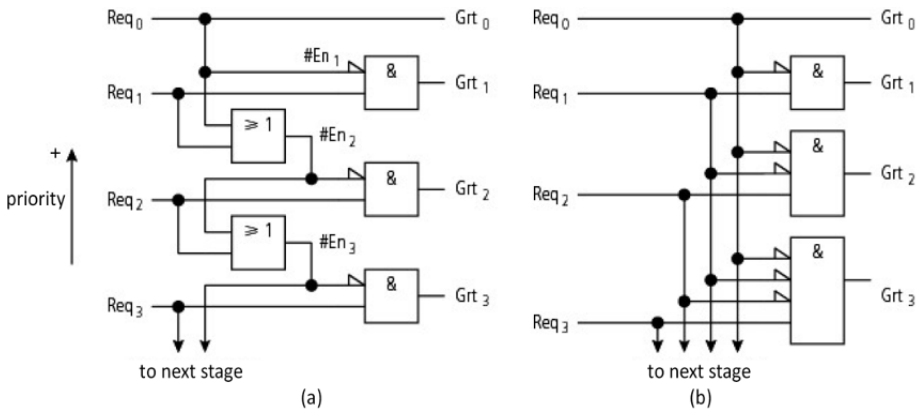 Req 0
Grt 0
#En 1
&
Grt 1
Req 1
≥ 1
#En 2
+
priority
&
Grt 2
Req 2
≥ 1
#En 3
&
Grt 3
Req 3
to next stage
(a)
Req 0
Grt 0
&
Grt 1
Req 1
&
Grt 2
Req 2
&
Grt 3
Req 3
to next stage
(b)